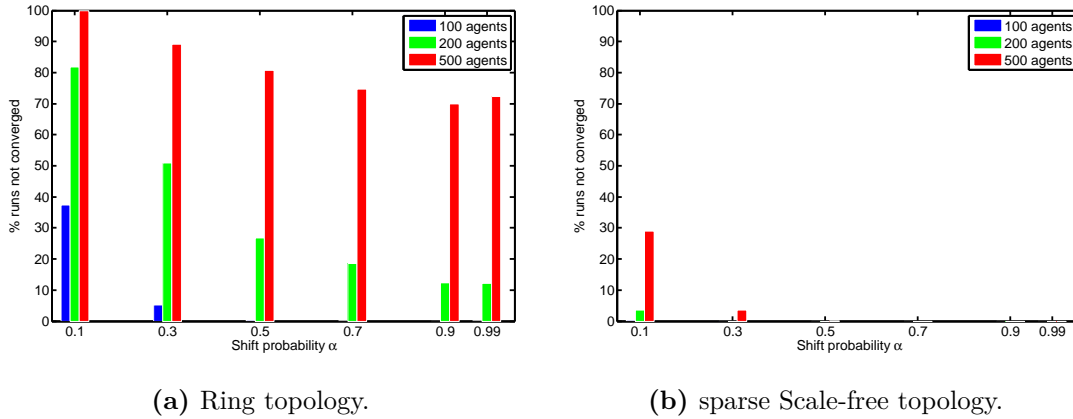 100
90
80
70
60
50
40
30
20
10
0
% runs not converged
100 agents
200 agents
500 agents
0.1 0.3 0.5 0.7 0.9 0.99
Shift probability α
(a) Ring topology.
100
90
80
70
60
50
40
30
20
10
0
% runs not converged
100 agents
200 agents
500 agents
0.1 0.3 0.5 0.7 0.9 0.99
Shift probability α
(b) sparse Scale-free topology.